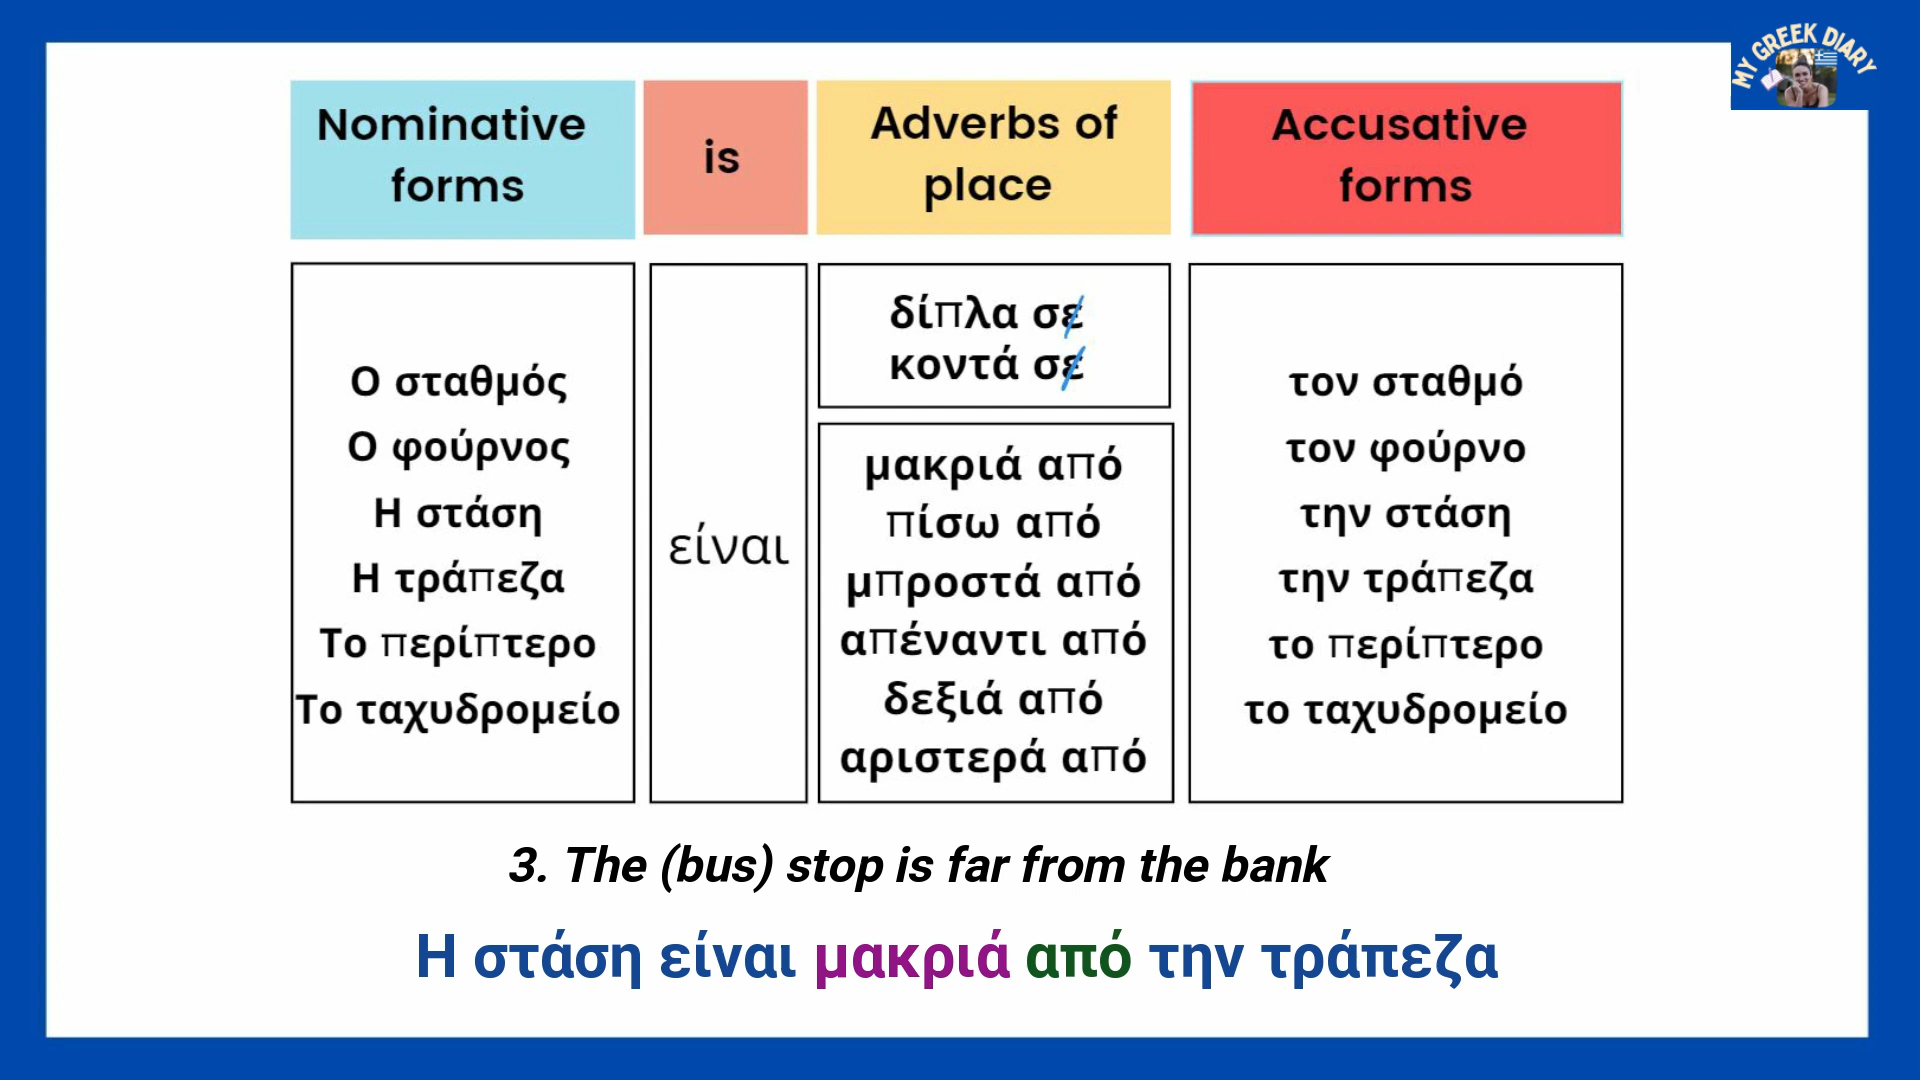 MY GREEK DIARY
Nominative
forms
is
Adverbs of
place
Accusative
forms
Ο σταθμός
Ο φούρνος
Η στάση
Η τράπεζα
Το περίπτερο
Το ταχυδρομείο
είναι
δίπλα σε
κοντά σε
μακριά από
πίσω από
μπροστά από
απέναντι από
δεξιά από
αριστερά από
τον σταθμό
τον φούρνο
την στάση
την τράπεζα
το περίπτερο
το ταχυδρομείο
3. The (bus) stop is far from the bank
Η στάση είναι μακριά από την τράπεζα